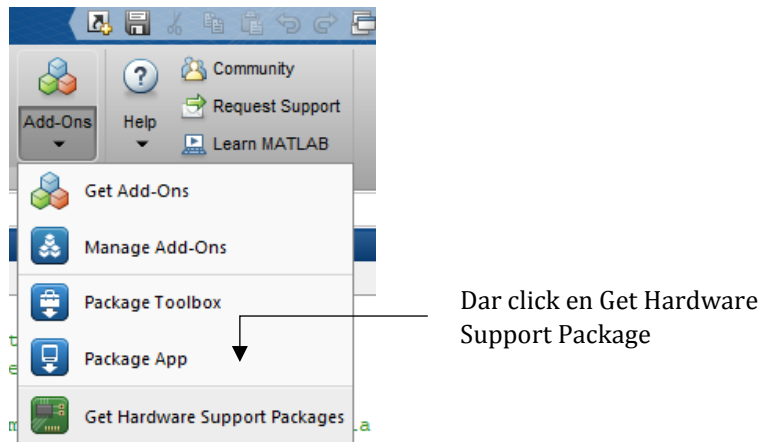 Community
Request Support
Add-Ons
Help
Learn MATLAB
Get Add-Ons
Manage Add-Ons
Package Toolbox
Package App
Get Hardware Support Packages
Dar click en Get Hardware
Support Package